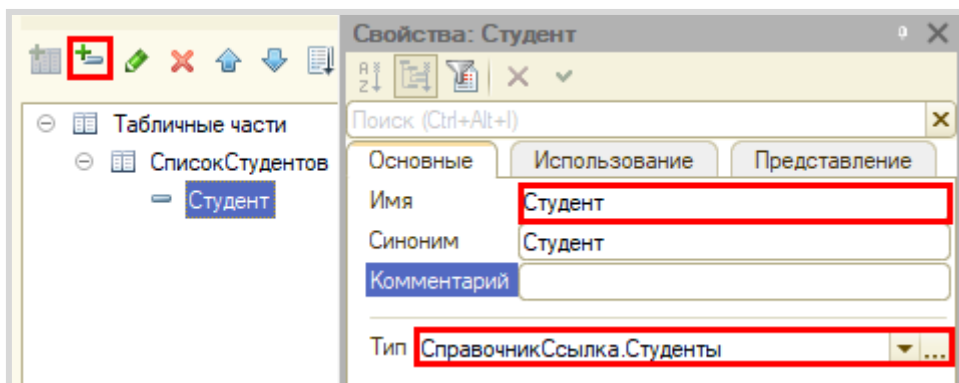 Свойства: Студент
Поиск (Ctrl+Alt+I)
Табличные части
СписокСтудентов
Студент
Основные Использование Представление
Имя Студент
Синоним Студент
Комментарий
Тип СправочникСсылка.Студенты ...